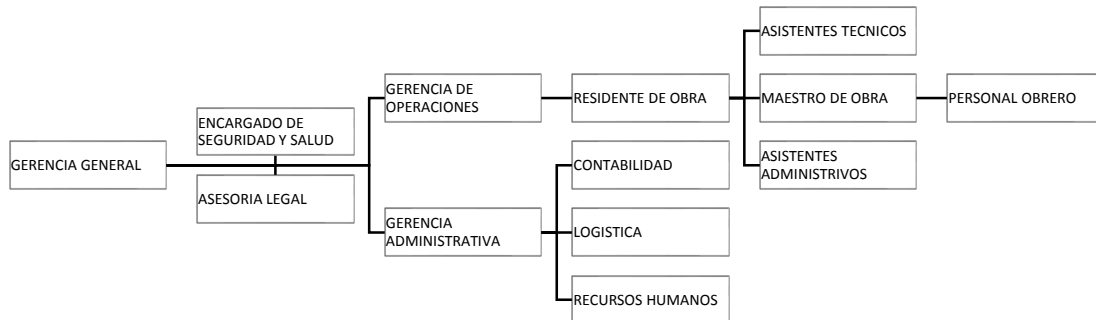 GERENCIA GENERAL
ENCARGADO DE
SEGURIDAD Y SALUD
ASESORIA LEGAL
GERENCIA DE
OPERACIONES
RESIDENTE DE OBRA
ASISTENTES TECNICOS
MAESTRO DE OBRA
PERSONAL OBRERO
ASISTENTES
ADMINISTRIVOS
GERENCIA
ADMINISTRATIVA
CONTABILIDAD
LOGISTICA
RECURSOS HUMANOS